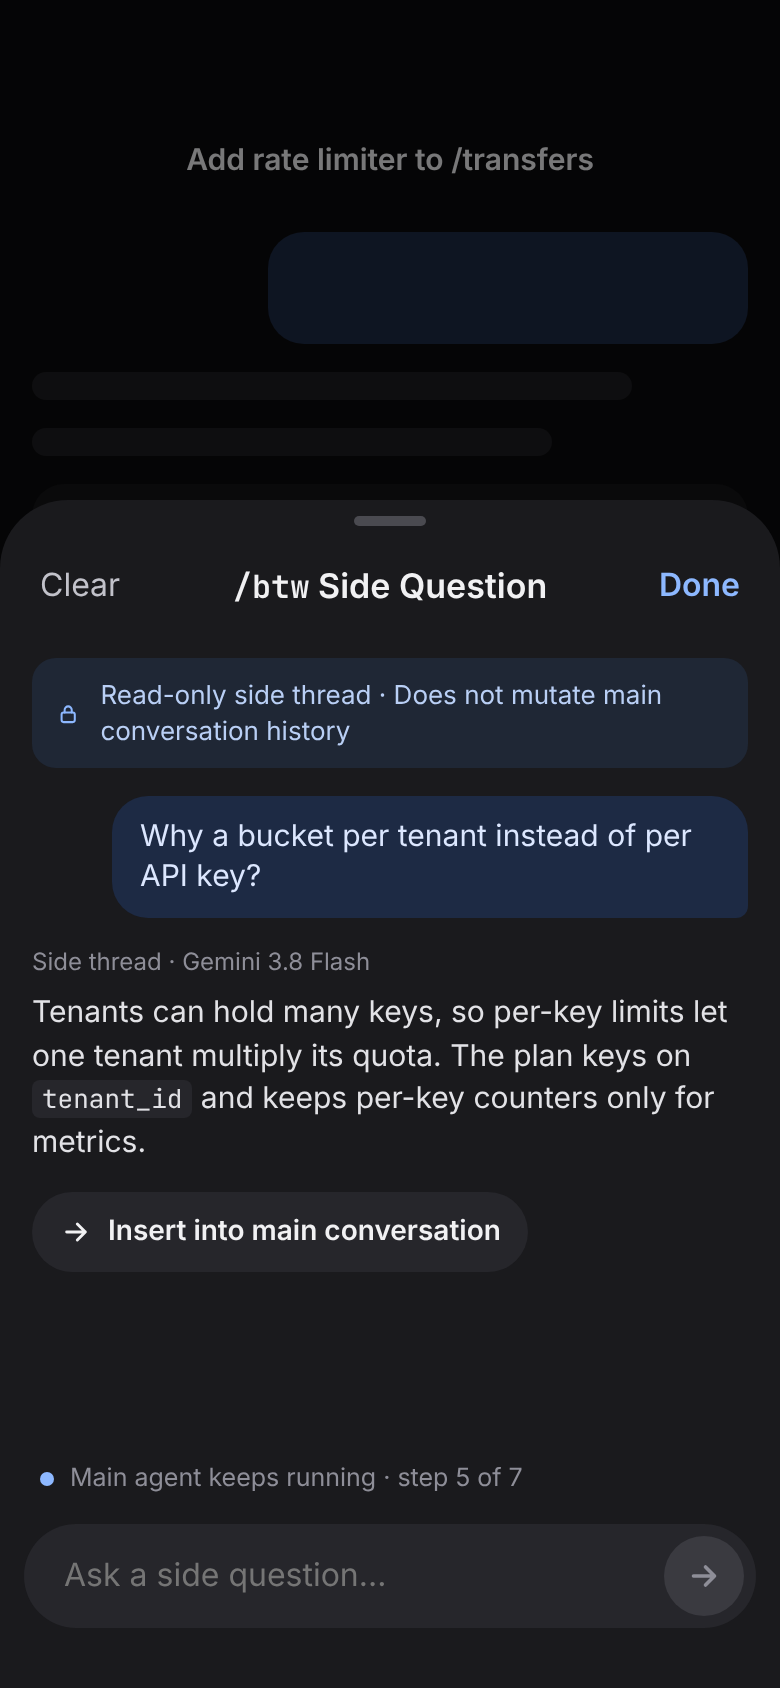 Add rate limiter to /transfers
Clear
/btw Side Question
Done
Read-only side thread · Does not mutate main
conversation history
Why a bucket per tenant instead of per
API key?
Side thread · Gemini 3.8 Flash
Tenants can hold many keys, so per-key limits let
one tenant multiply its quota. The plan keys on
tenant_id and keeps per-key counters only for
metrics.
→ Insert into main conversation
Main agent keeps running · step 5 of 7
Ask a side question...